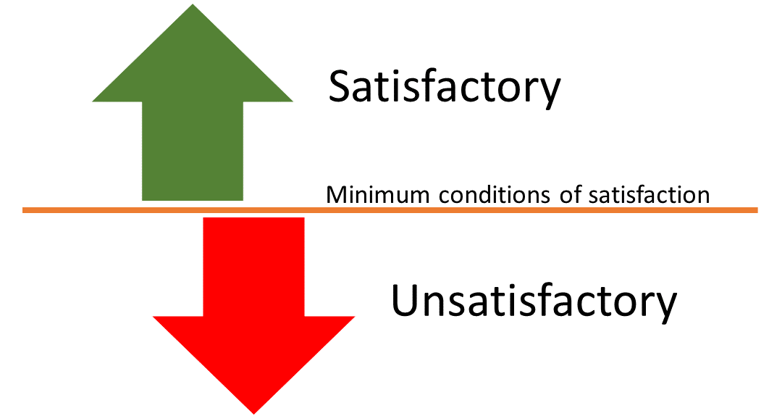 Satisfactory
Minimum conditions of satisfaction
Unsatisfactory